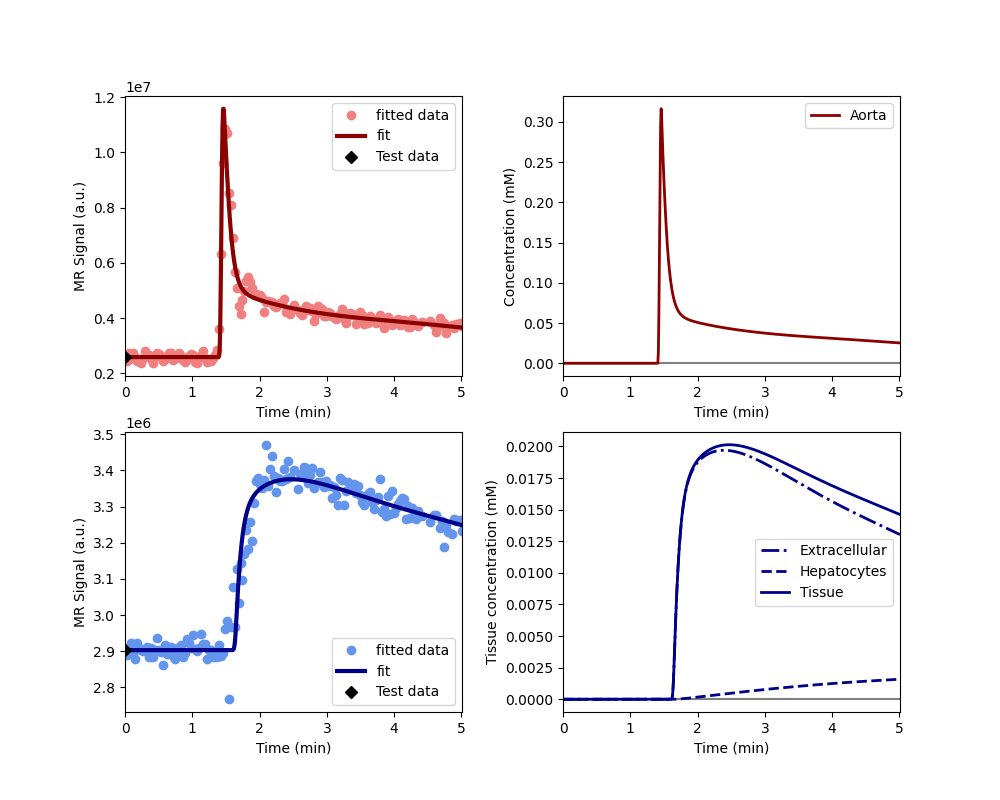 1e7
MR Signal (a.u.)
1.2
1.0
0.8
0.6
0.4
0.2
fitted data
fit
Test data
0 1 2 3 4 5
Time (min)
Concentration (mM)
0.30
0.25
0.20
0.15
0.10
0.05
0.00
Aorta
0 1 2 3 4 5
Time (min)
1e6
MR Signal (a.u.)
3.5
3.4
3.3
3.2
3.1
3.0
2.9
2.8
fitted data
fit
Test data
0 1 2 3 4 5
Time (min)
Tissue concentration (mM)
0.0200
0.0175
0.0150
0.0125
0.0100
0.0075
0.0050
0.0025
0.0000
Extracellular
Hepatocytes
Tissue
0 1 2 3 4 5
Time (min)